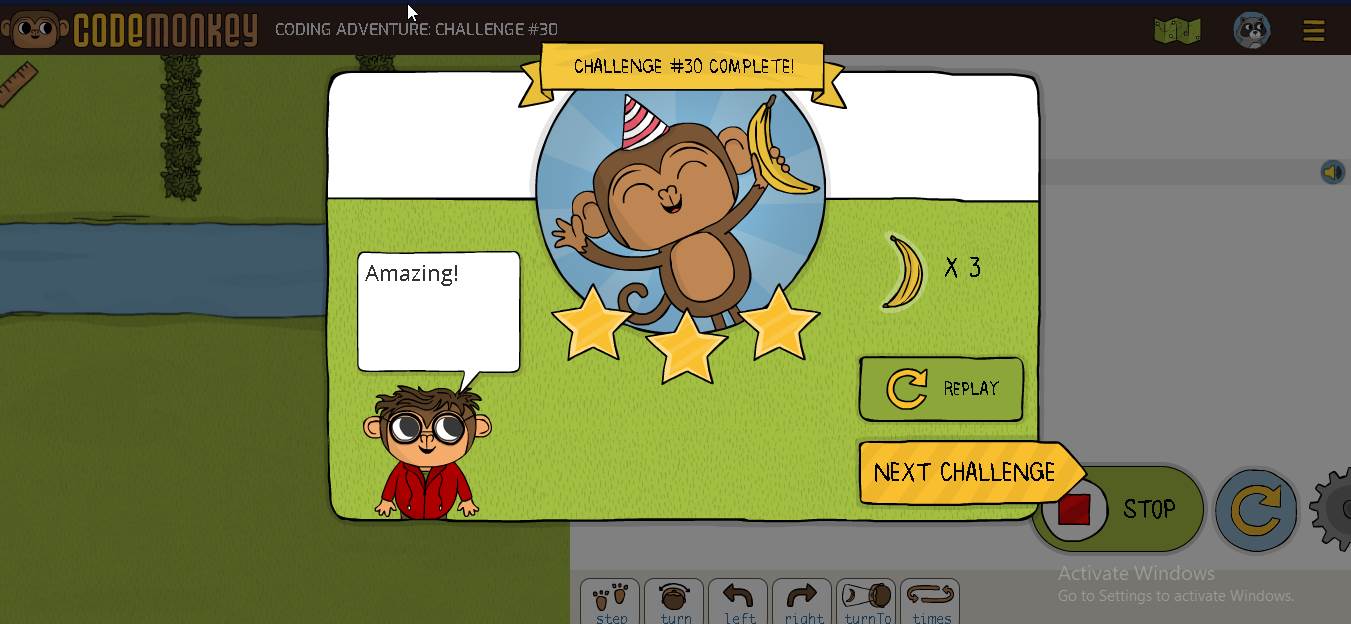 CODEMONKEY CODING ADVENTURE: CHALLENGE #30
CHALLENGE #30 COMPLETE!
Amazing!
X 3
REPLAY
NEXT CHALLENGE
STOP
Activate Windows
Go to Settings to activate Windows.
step turn left right turnTo times